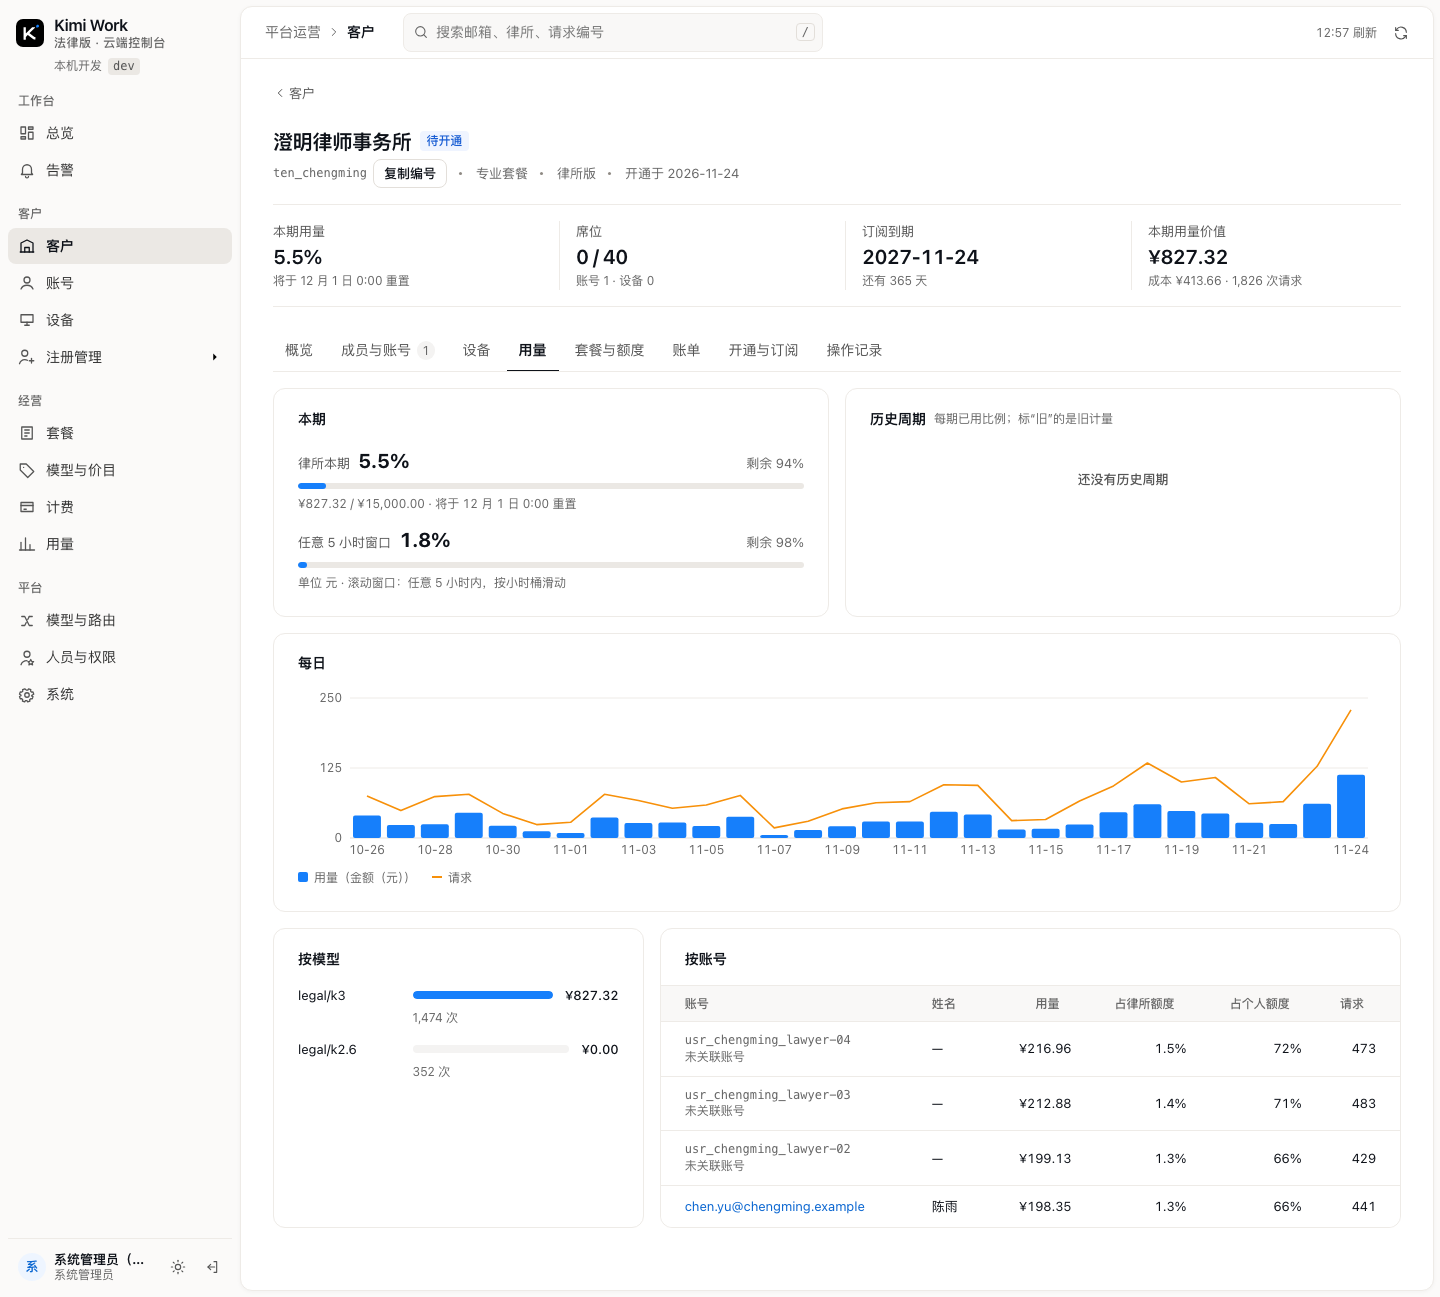 Kimi Work
法律版 · 云端控制台
本机开发 dev
工作台
总览
告警
客户
客户
账号
设备
注册管理
经营
套餐
模型与价目
计费
用量
平台
模型与路由
人员与权限
系统
系
系统管理员（...
系统管理员
平台运营 > 客户
搜索邮箱、律所、请求编号 /
12:57 刷新
< 客户
澄明律师事务所 待开通
ten_chengming 复制编号 • 专业套餐 • 律所版 • 开通于 2026-11-24
本期用量
5.5%
将于 12 月 1 日 0:00 重置
席位
0 / 40
账号 1 · 设备 0
订阅到期
2027-11-24
还有 365 天
本期用量价值
¥827.32
成本 ¥413.66 · 1,826 次请求
概览 成员与账号 1 设备 用量 套餐与额度 账单 开通与订阅 操作记录
本期
律所本期 5.5% 剩余 94%
¥827.32 / ¥15,000.00 · 将于 12 月 1 日 0:00 重置
任意 5 小时窗口 1.8% 剩余 98%
单位 元 · 滚动窗口：任意 5 小时内，按小时桶滑动
历史周期 每期已用比例；标“旧”的是旧计量
还没有历史周期
每日
250
125
0
10-26 10-28 10-30 11-01 11-03 11-05 11-07 11-09 11-11 11-13 11-15 11-17 11-19 11-21 11-24
用量（金额（元）） 请求
按模型
legal/k3 ¥827.32
1,474 次
legal/k2.6 ¥0.00
352 次
按账号
账号 姓名 用量 占律所额度 占个人额度 请求
usr_chengming_lawyer-04
未关联账号
— ¥216.96 1.5% 72% 473
usr_chengming_lawyer-03
未关联账号
— ¥212.88 1.4% 71% 483
usr_chengming_lawyer-02
未关联账号
— ¥199.13 1.3% 66% 429
chen.yu@chengming.example 陈雨 ¥198.35 1.3% 66% 441